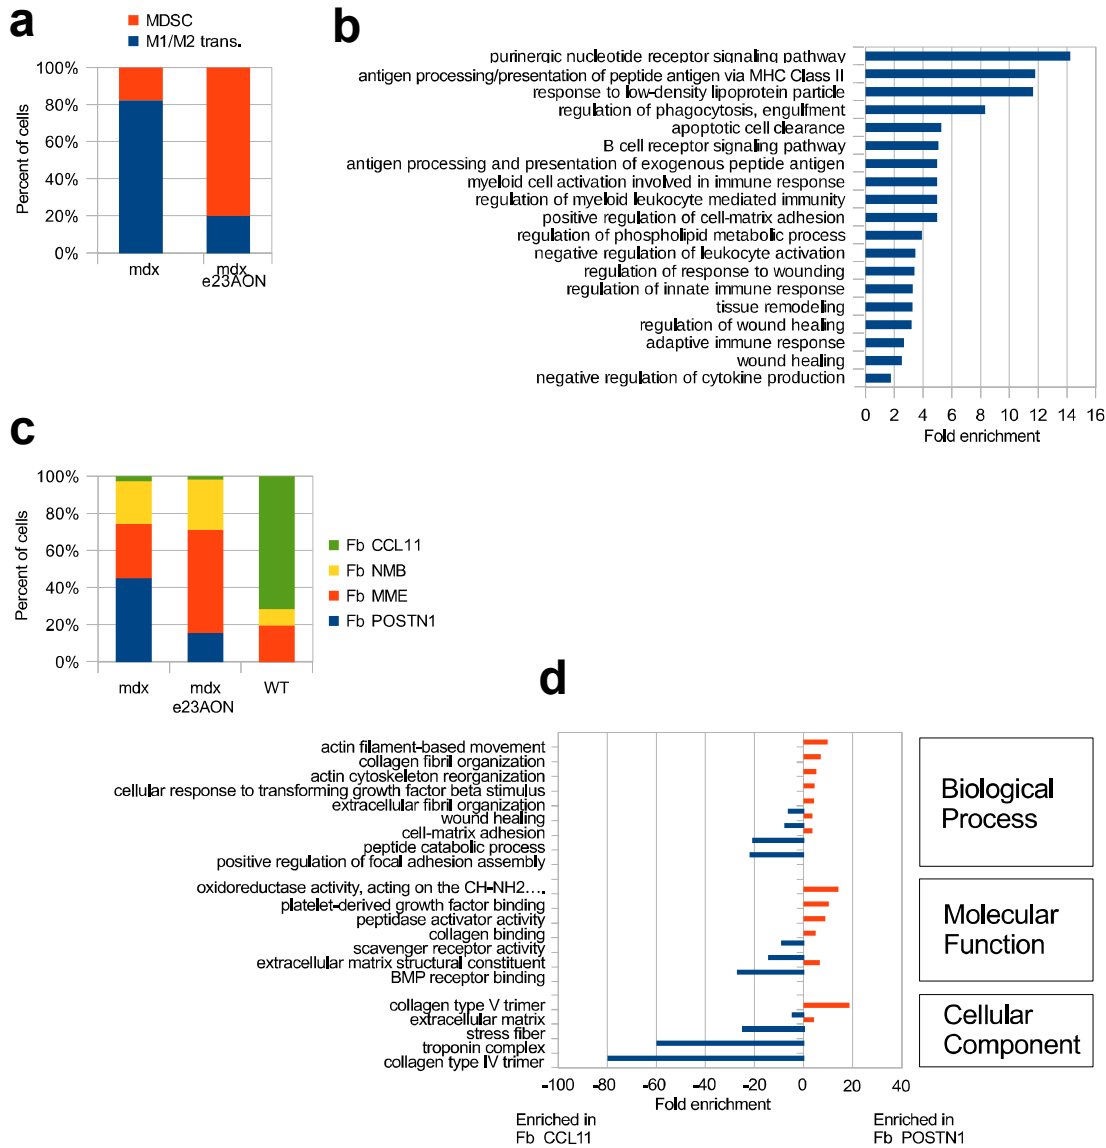 a
MDSC
M1/M2 trans.
100%
80%
60%
40%
20%
0%
Percent of cells
mdx
mdx
e23AON
b
purinergic nucleotide receptor signaling pathway
antigen processing/presentation of peptide antigen via MHC Class II
response to low-density lipoprotein particle
regulation of phagocytosis, engulfment
apoptotic cell clearance
B cell receptor signaling pathway
antigen processing and presentation of exogenous peptide antigen
myeloid cell activation involved in immune response
regulation of myeloid leukocyte mediated immunity
positive regulation of cell-matrix adhesion
regulation of phospholipid metabolic process
negative regulation of leukocyte activation
regulation of response to wounding
regulation of innate immune response
tissue remodeling
regulation of wound healing
adaptive immune response
wound healing
negative regulation of cytokine production
0 2 4 6 8 10 12 14 16
Fold enrichment
c
100%
80%
60%
40%
20%
0%
Percent of cells
mdx
mdx
e23AON
WT
Fb CCL11
Fb NMB
Fb MME
Fb POSTN1
d
actin filament-based movement
collagen fibril organization
actin cytoskeleton reorganization
cellular response to transforming growth factor beta stimulus
extracellular fibril organization
wound healing
cell-matrix adhesion
peptide catabolic process
positive regulation of focal adhesion assembly
oxidoreductase activity, acting on the CH-NH2....
platelet-derived growth factor binding
peptidase activator activity
collagen binding
scavenger receptor activity
extracellular matrix structural constituent
BMP receptor binding
collagen type V trimer
extracellular matrix
stress fiber
troponin complex
collagen type IV trimer
Biological
Process
Molecular
Function
Cellular
Component
-100 -80 -60 -40 -20 0 20 40
Fold enrichment
Enriched in
Fb CCL11
Enriched in
Fb POSTN1